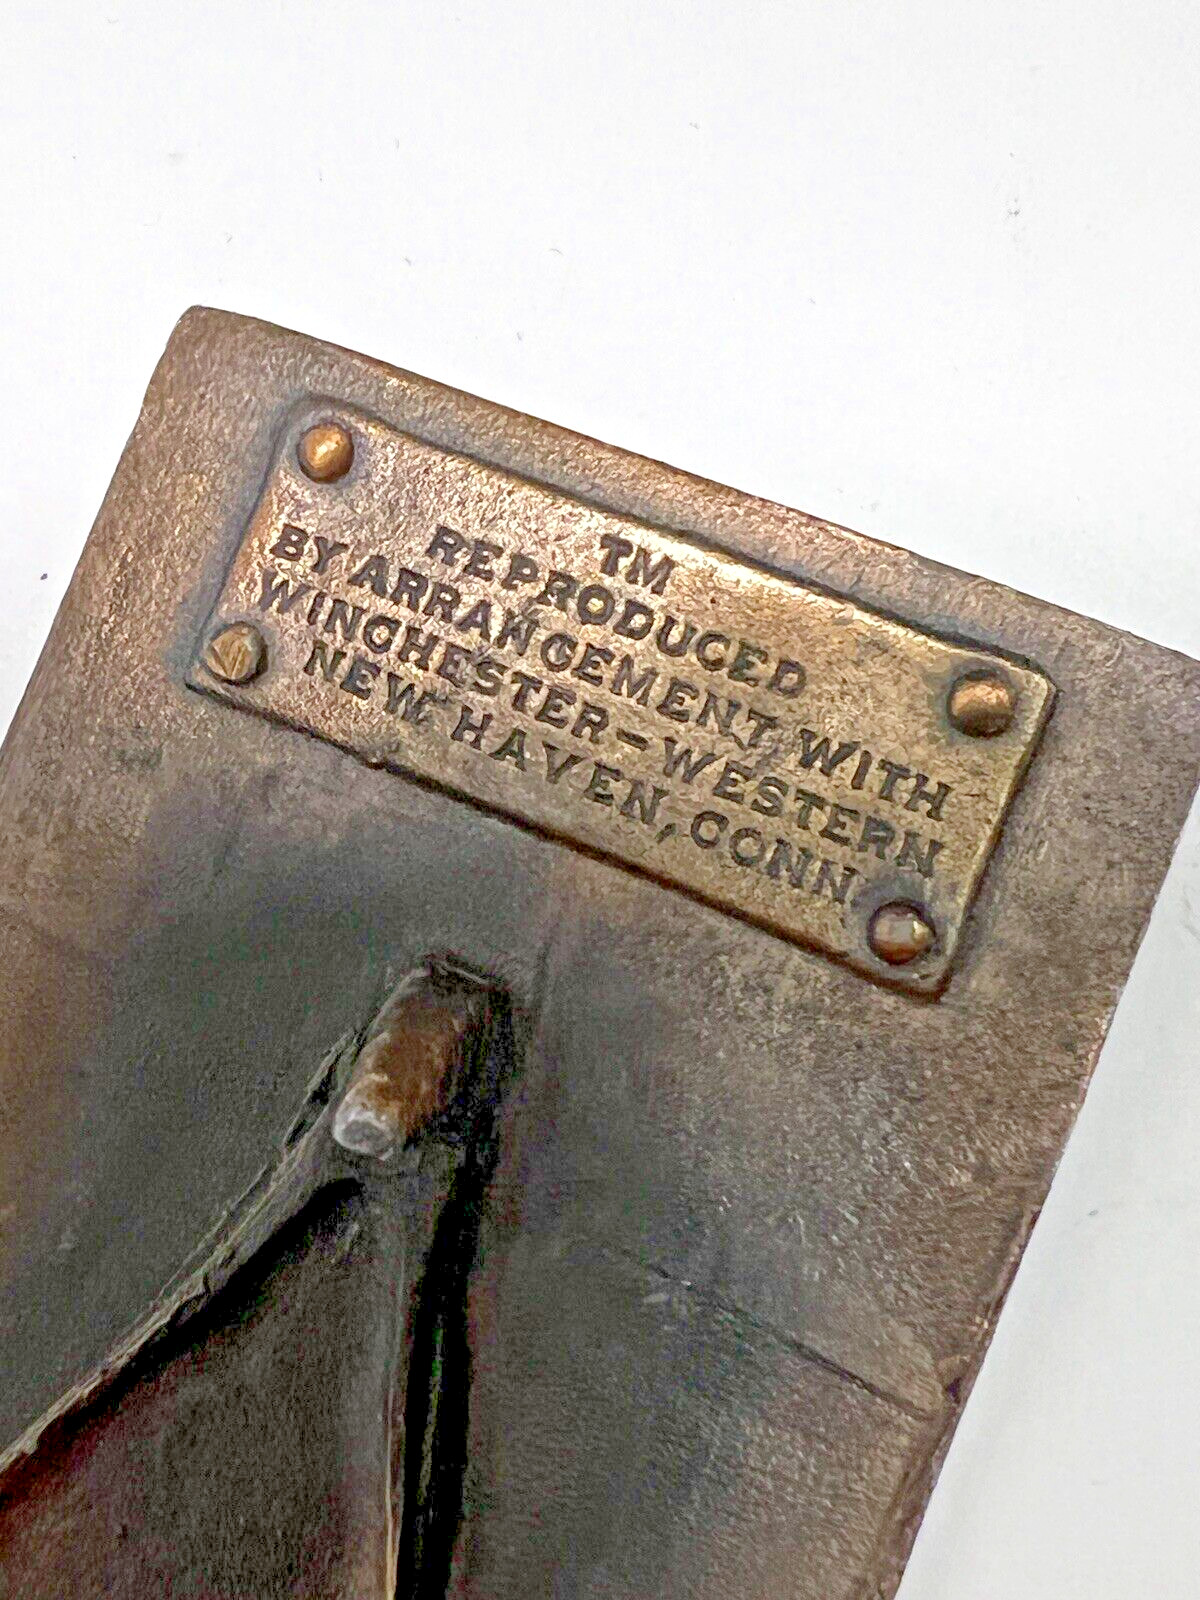 TM
REPRODUCED
BY ARRANGEMENT WITH
WINCHESTER-WESTERN
NEW HAVEN, CONN